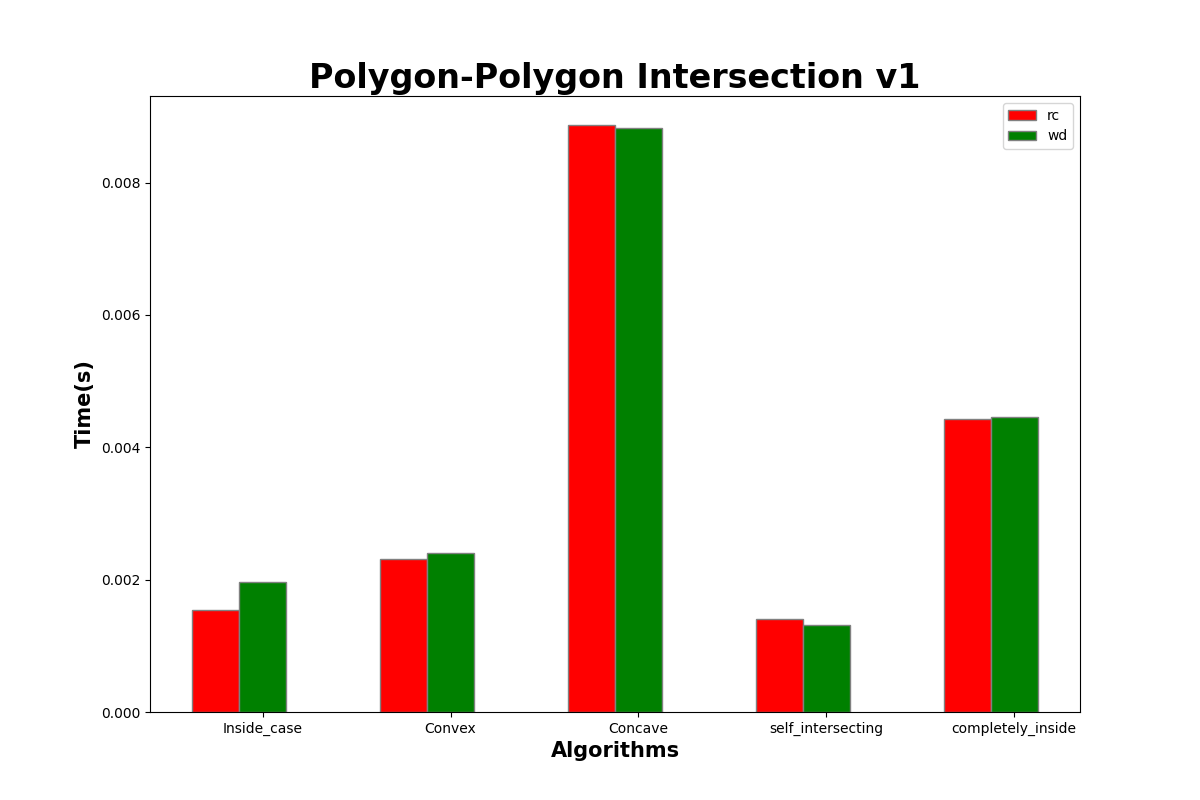 Polygon-Polygon Intersection v1
rc
wd
0.008
0.006
0.004
0.002
0.000
Time(s)
Inside_case Convex Concave self_intersecting completely_inside
Algorithms